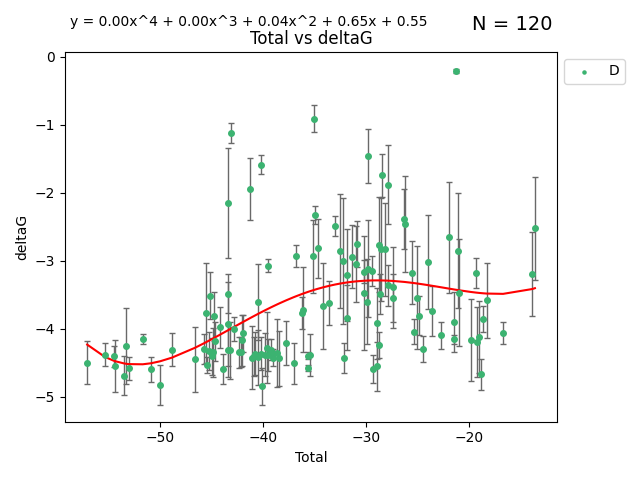 y = 0.00x^4 + 0.00x^3 + 0.04x^2 + 0.65x + 0.55
N = 120
Total vs deltaG
D
deltaG
0
−1
−2
−3
−4
−5
−50
−40
−30
−20
Total